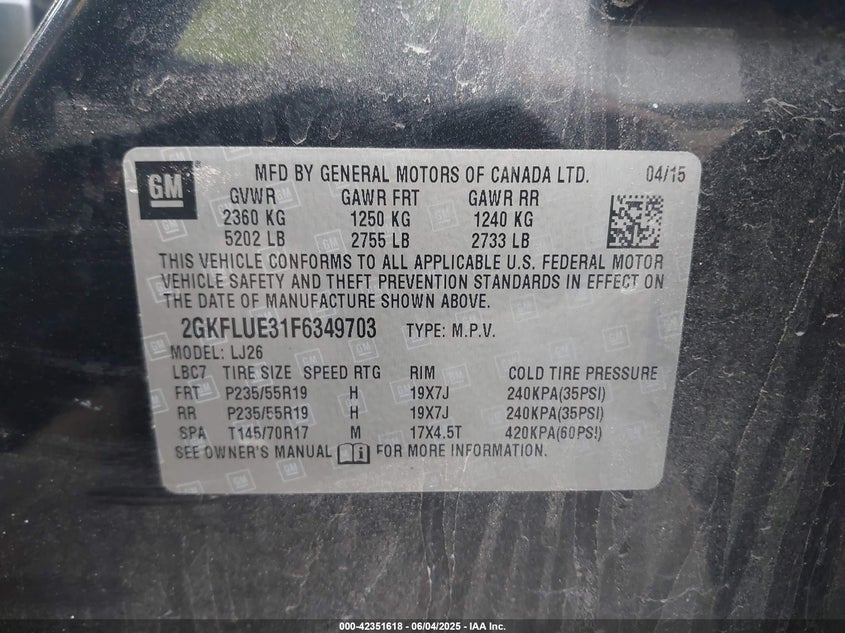 GM
MFD BY GENERAL MOTORS OF CANADA LTD. 04/15
GVWR GAWR FRT GAWR RR
2360 KG 1250 KG 1240 KG
5202 LB 2755 LB 2733 LB
THIS VEHICLE CONFORMS TO ALL APPLICABLE U.S. FEDERAL MOTOR
VEHICLE SAFETY AND THEFT PREVENTION STANDARDS IN EFFECT ON
THE DATE OF MANUFACTURE SHOWN ABOVE.
2GKFLUE31F6349703 TYPE: M.P.V.
MODEL: LJ26
LBC7 TIRE SIZE SPEED RTG RIM COLD TIRE PRESSURE
FRT P235/55R19 H 19X7J 240KPA(35PSI)
RR P235/55R19 H 19X7J 240KPA(35PSI)
SPA T145/70R17 M 17X4.5T 420KPA(60PSI)
SEE OWNER'S MANUAL FOR MORE INFORMATION.
000-42351618 - 06/04/2025 - IAA Inc.